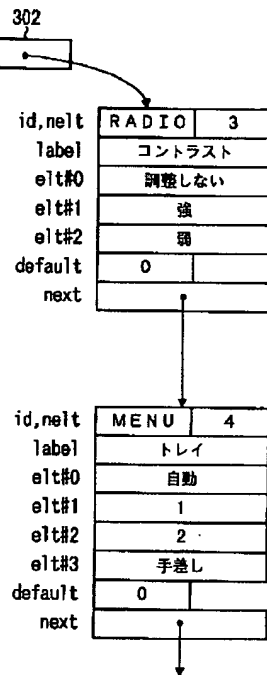 302
id,nelt RADIO 3
label コントラスト
elt#0 調整しない
elt#1 強
elt#2 弱
default 0
next
id,nelt MENU 4
label トレイ
elt#0 自動
elt#1 1
elt#2 2
elt#3 手差し
default 0
next